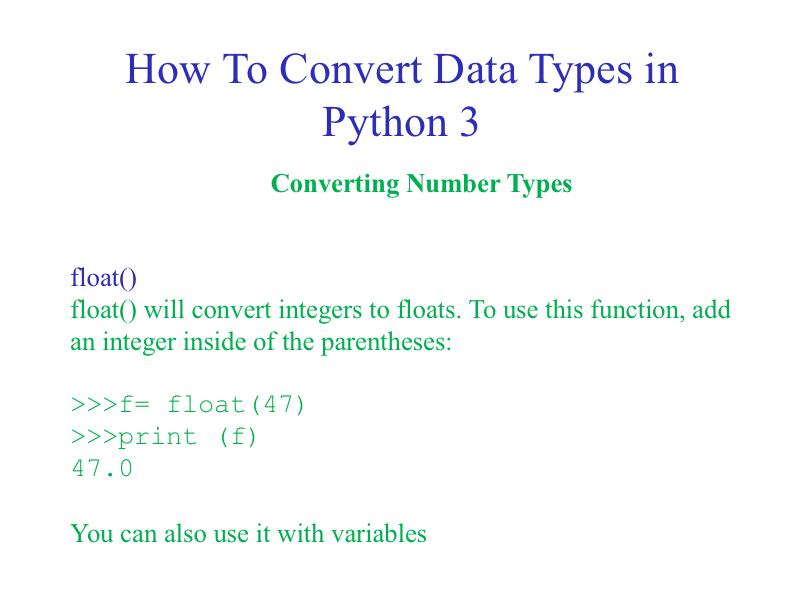 How To Convert Data Types in
Python 3
Converting Number Types
float()
float() will convert integers to floats. To use this function, add
an integer inside of the parentheses:
>>>f= float(47)
>>>print (f)
47.0
You can also use it with variables